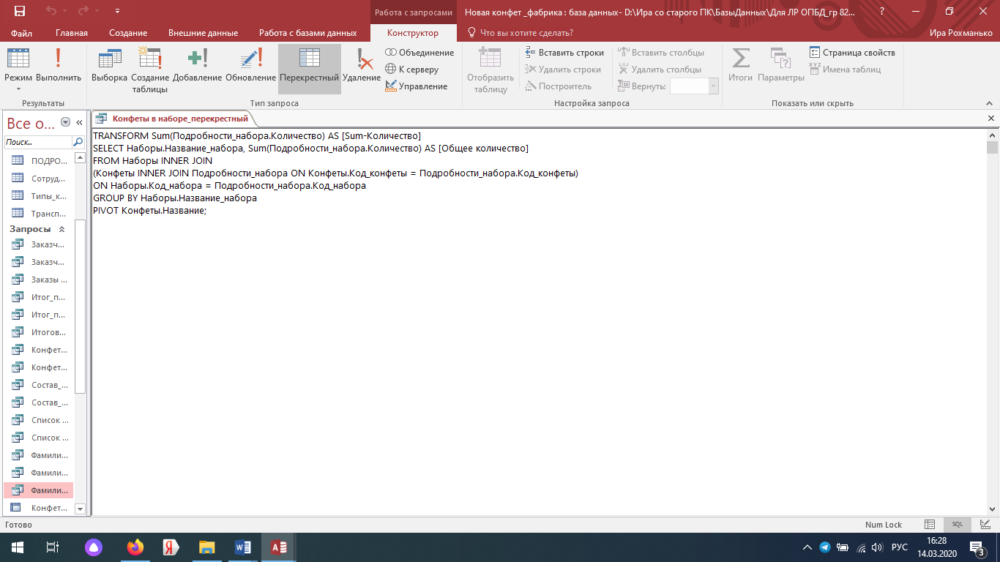 Работа с запросами
Новая конфет _фабрика : база данных- D:\Ира со старого ПК\БазыДанных\Для ЛР ОПБД_гр 82...
?
Файл
Главная
Создание
Внешние данные
Работа с базами данных
Конструктор
Что вы хотите сделать?
Ира Рохманько
Режим
Выполнить
Результаты
Выборка
Создание таблицы
Добавление
Обновление
Перекрестный
Удаление
Объединение
К серверу
Управление
Тип запроса
Отобразить таблицу
Вставить строки
Удалить строки
Построитель
Вставить столбцы
Удалить столбцы
Вернуть:
Настройка запроса
Итоги
Параметры
Страница свойств
Имена таблиц
Показать или скрыть
Все о...
Поиск...
ПОДРО...
Сотруд...
Типы_к...
Трансп...
Запросы
Заказч...
Заказч...
Заказы ...
Итог_п...
Итог_п...
Итогов...
Конфет...
Конфет...
Состав_...
Состав_...
Список ...
Список ...
Фамили...
Фамили...
Фамили...
Конфет...
Конфеты в наборе_перекрестный
TRANSFORM Sum(Подробности_набора.Количество) AS [Sum-Количество]
SELECT Наборы.Название_набора, Sum(Подробности_набора.Количество) AS [Общее количество]
FROM Наборы INNER JOIN
(Конфеты INNER JOIN Подробности_набора ON Конфеты.Код_конфеты = Подробности_набора.Код_конфеты)
ON Наборы.Код_набора = Подробности_набора.Код_набора
GROUP BY Наборы.Название_набора
PIVOT Конфеты.Название;
Готово
Num Lock
SQL
РУС
16:28
14.03.2020
3